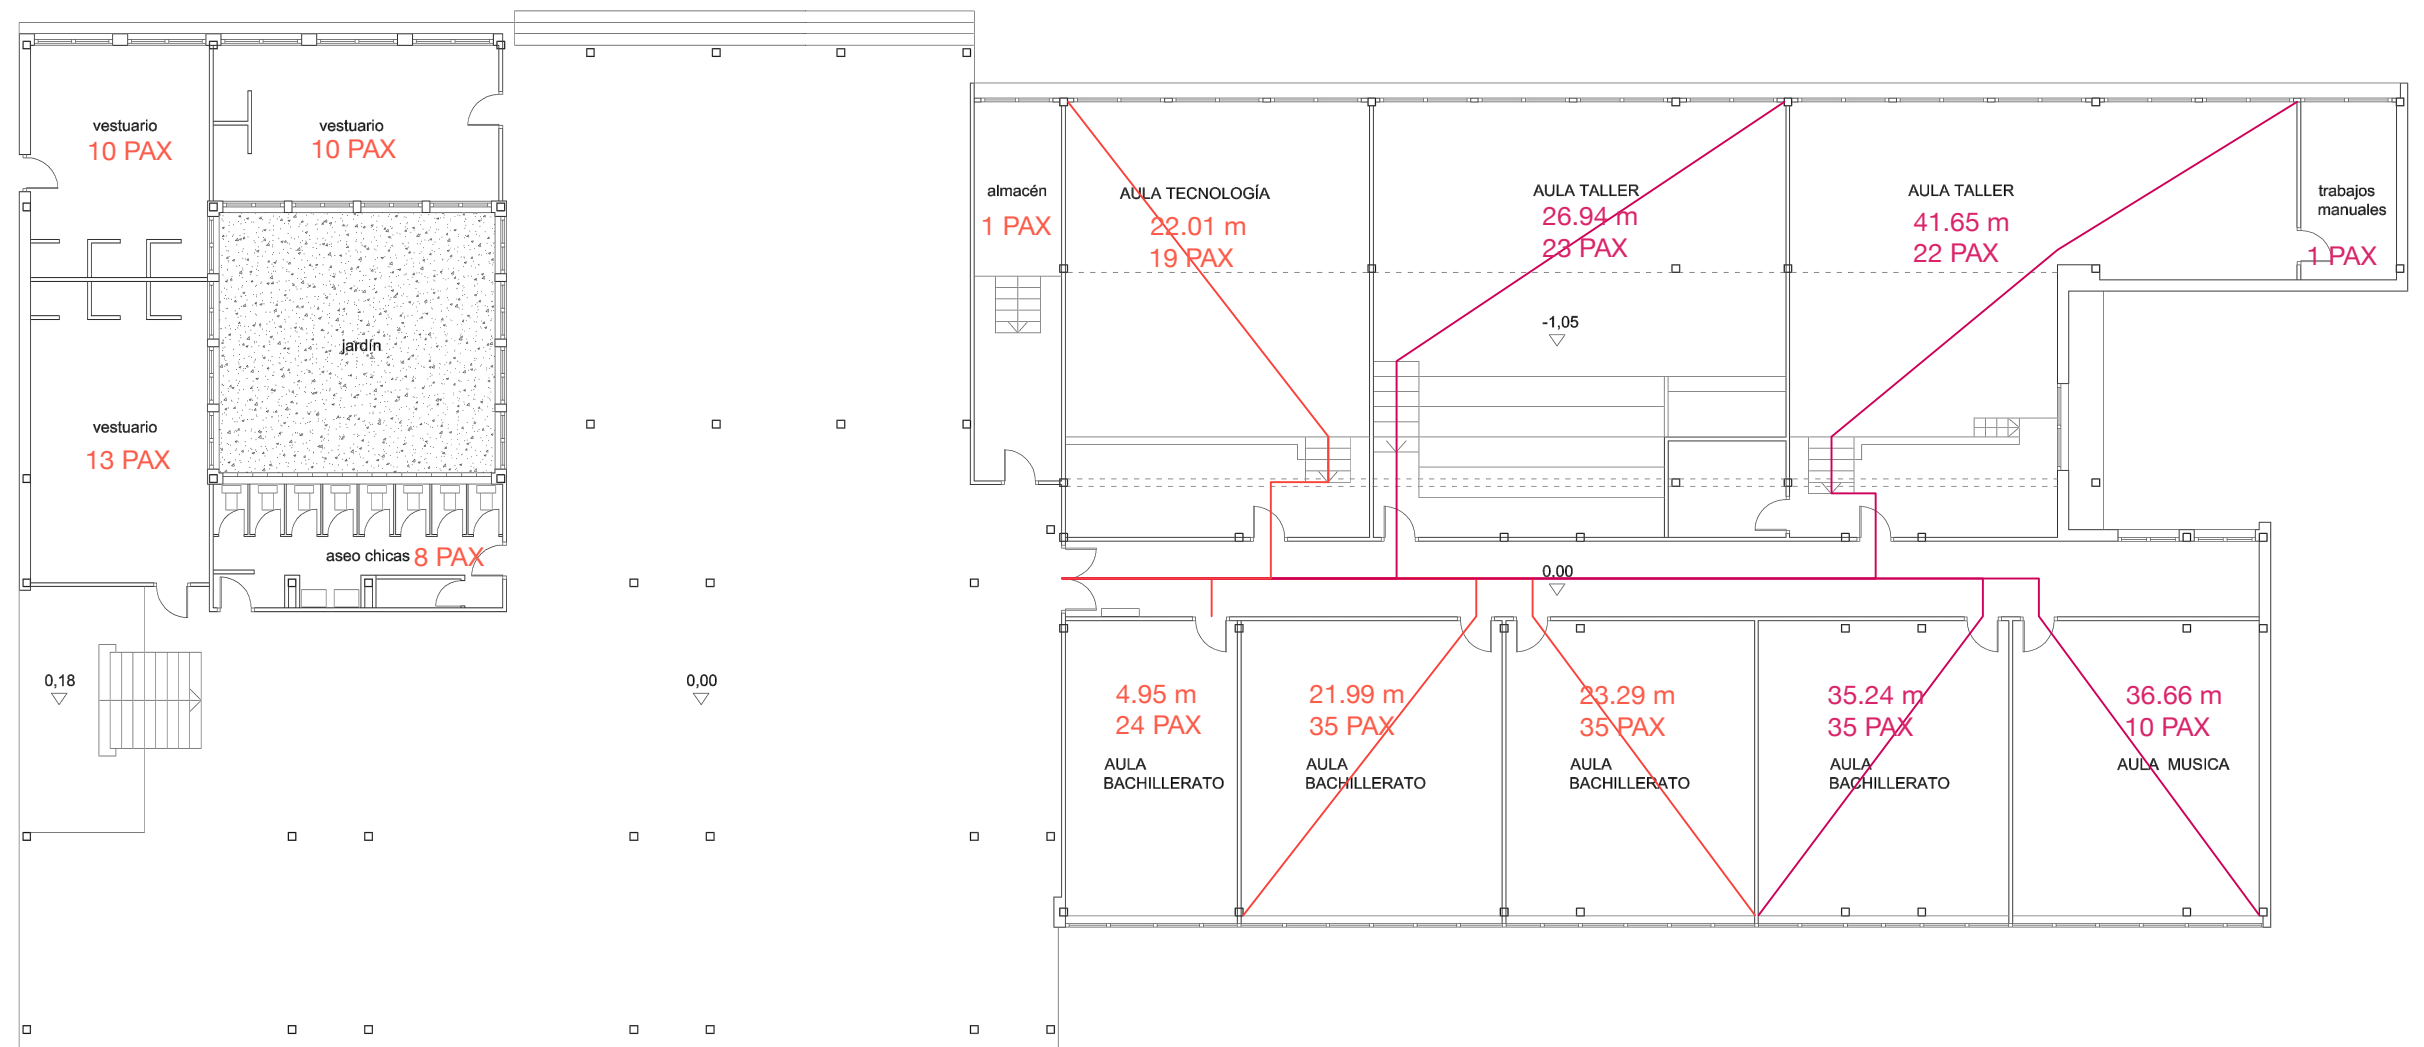 vestuario
10 PAX
vestuario
10 PAX
almacén
1 PAX
AULA TECNOLOGÍA
22.01 m
19 PAX
AULA TALLER
26.94 m
23 PAX
AULA TALLER
41.65 m
22 PAX
trabajos
manuales
1 PAX
-1,05
jardín
vestuario
13 PAX
aseo chicas 8 PAX
0.00
0,18
0,00
4.95 m
24 PAX
AULA
BACHILLERATO
21.99 m
35 PAX
AULA
BACHILLERATO
23.29 m
35 PAX
AULA
BACHILLERATO
35.24 m
35 PAX
AULA
BACHILLERATO
36.66 m
10 PAX
AULA MUSICA